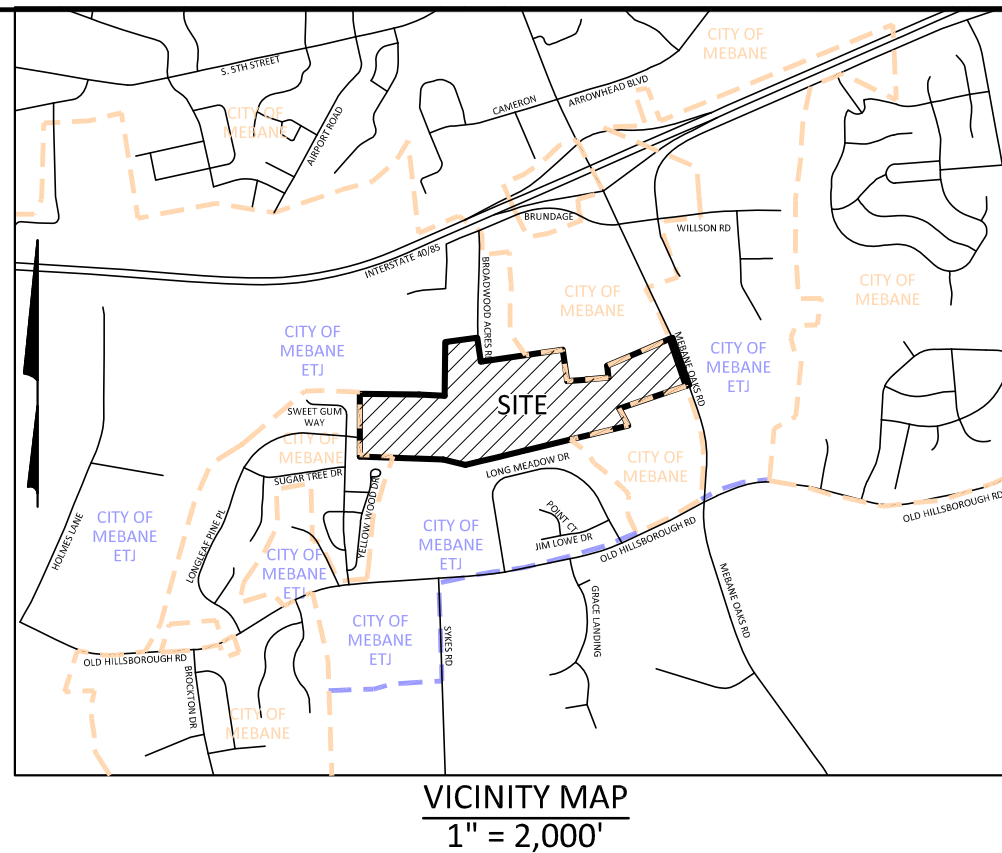 CITY OF
MEBANE
S. 5TH STREET
CITY OF
MEBANE
AIRPORT ROAD
CAMERON
ARROWHEAD BLVD
BRUNDAGE
WILLSON RD
INTERSTATE 40/85
BROADWOOD ACRES RD
CITY OF
MEBANE
CITY OF
MEBANE
CITY OF
MEBANE
ETJ
MEBANE OAKS RD
CITY OF
MEBANE
ETJ
SITE
SWEET GUM
WAY
CITY OF
MEBANE
SUGAR TREE DR
LONG MEADOW DR
CITY OF
MEBANE
YELLOW WOOD DR
HOLMES LANE
CITY OF
MEBANE
ETJ
LONGLEAF PINE PL
CITY OF
MEBANE
ETJ
CITY OF
MEBANE
ETJ
POINT CT
JIM LOWE DR
OLD HILLSBOROUGH RD
OLD HILLSBOROUGH RD
MEBANE OAKS RD
GRACE LANDING
CITY OF
MEBANE
ETJ
SYKES RD
OLD HILLSBOROUGH RD
BROCKTON DR
CITY OF
MEBANE
VICINITY MAP
1" = 2,000'